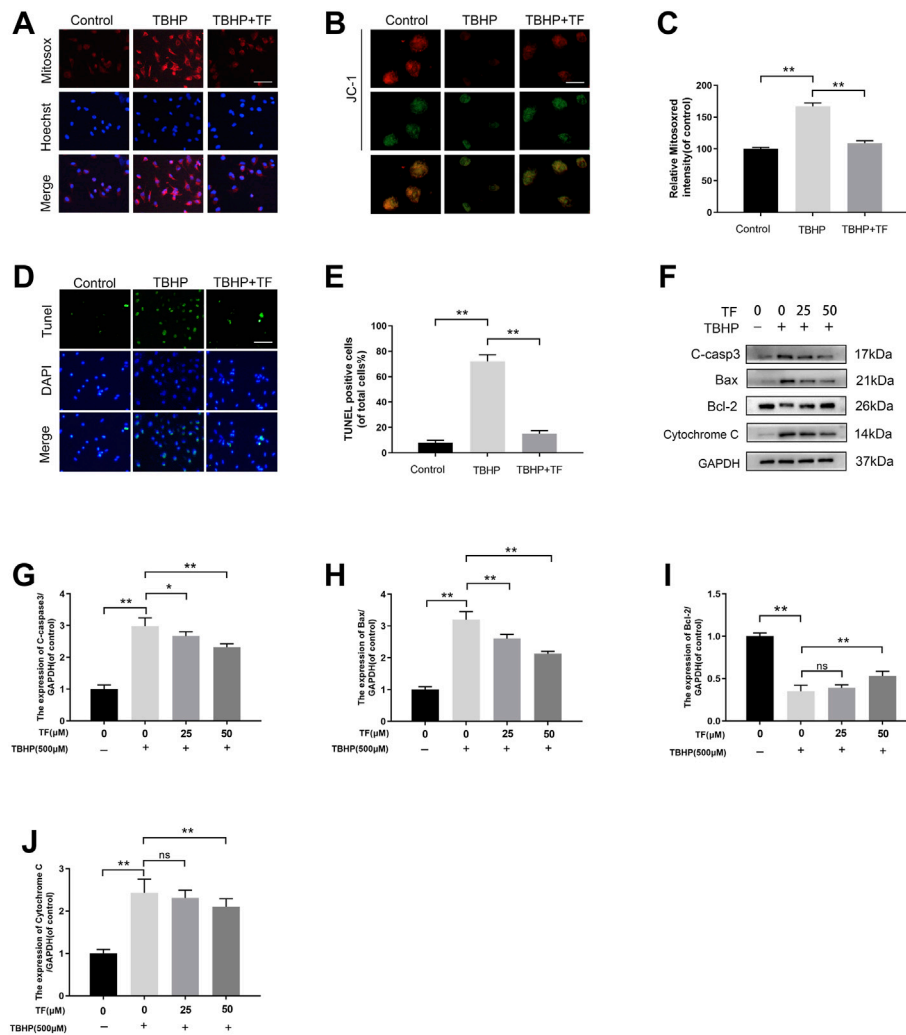 A
Control TBHP TBHP+TF
Mitosox
Hoechst
Merge
B
Control TBHP TBHP+TF
JC-1
C
Relative Mitosoxred
intensity(of control)
200
150
100
50
0
** **
Control TBHP TBHP+TF
D
Control TBHP TBHP+TF
Tunel
DAPI
Merge
E
TUNEL positive cells
(of total cells%)
100
80
60
40
20
0
** **
Control TBHP TBHP+TF
F
TF 0 0 25 50
TBHP − + + +
C-casp3 17kDa
Bax 21kDa
Bcl-2 26kDa
Cytochrome C 14kDa
GAPDH 37kDa
G
The expression of C-caspase3/
GAPDH(of control)
4
3
2
1
0
**
*
**
TF(μM) 0 0 25 50
TBHP(500μM) − + + +
H
The expression of Bax/
GAPDH(of control)
4
3
2
1
0
**
**
**
TF(μM) 0 0 25 50
TBHP(500μM) − + + +
I
The expression of Bcl-2/
GAPDH(of control)
1.5
1.0
0.5
0.0
**
**
ns
TF(μM) 0 0 25 50
TBHP(500μM) − + + +
J
The expression of Cytochrome C
/GAPDH(of control)
3
2
1
0
**
ns
**
TF(μM) 0 0 25 50
TBHP(500μM) − + + +